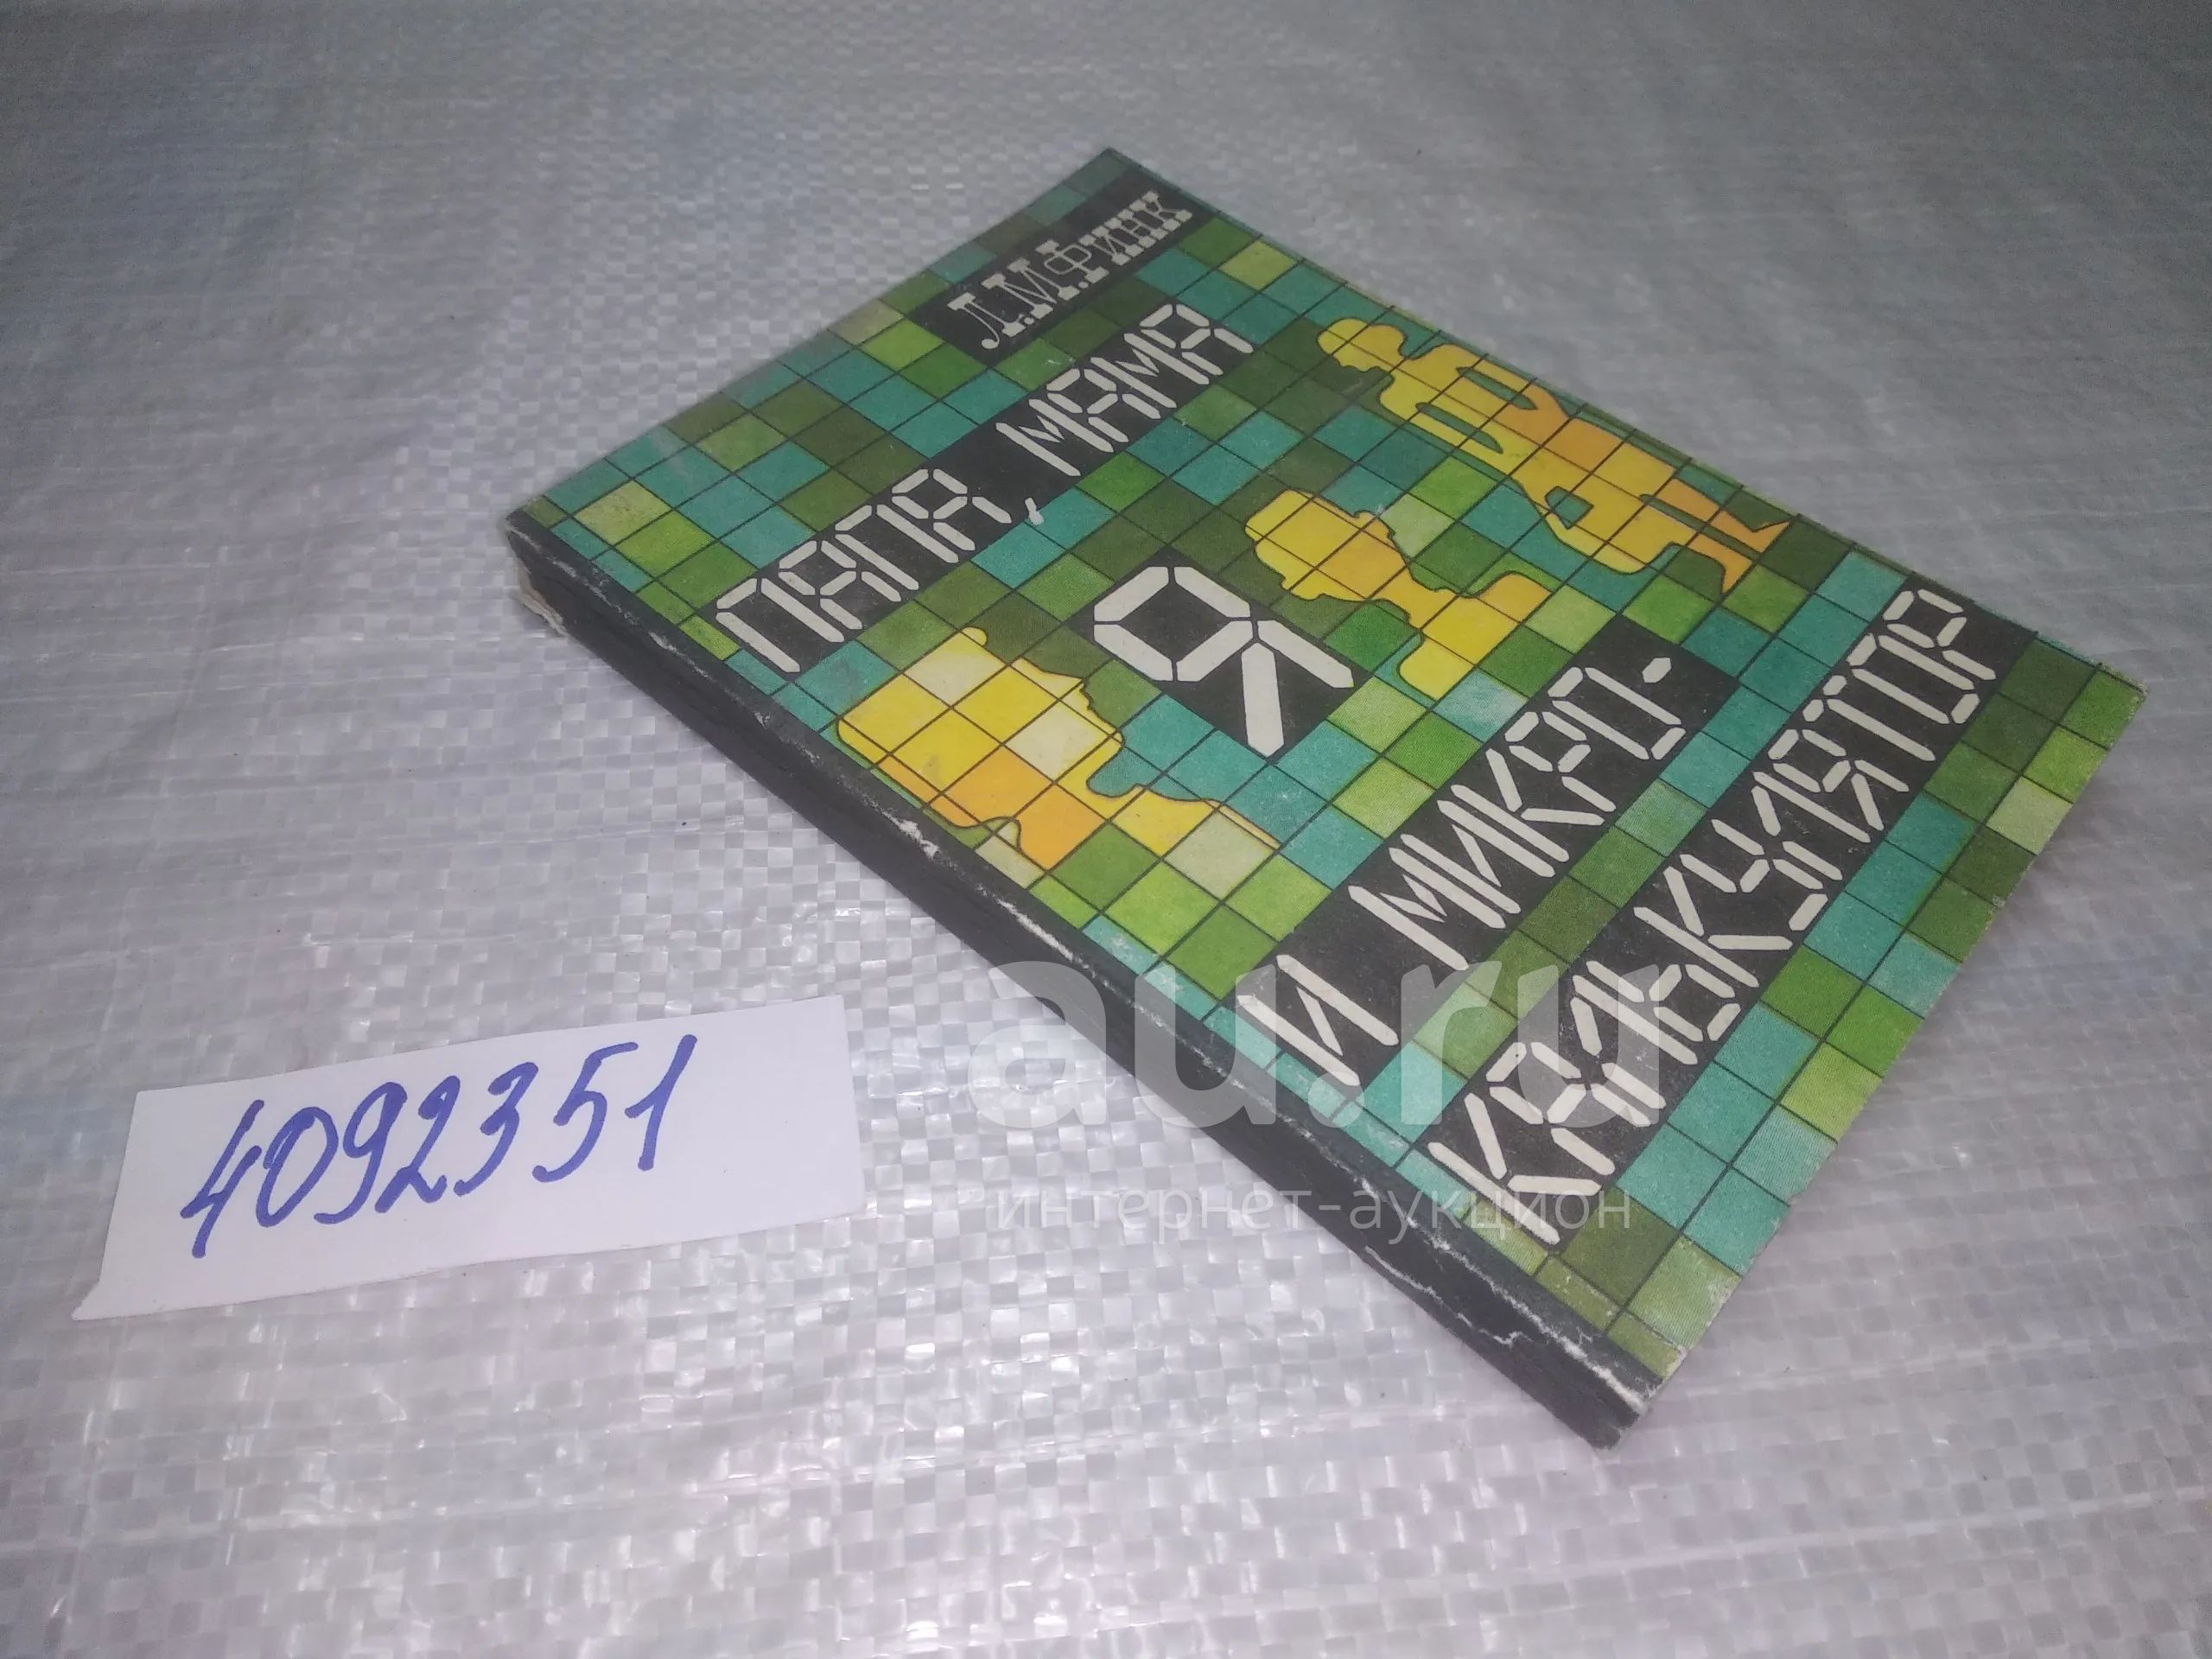 Л.М.Финк
ПАПА, МАМА
Я
И МИКРО-
КАЛЬКУЛЯТОР
4092351
au.ru
интернет-аукцион